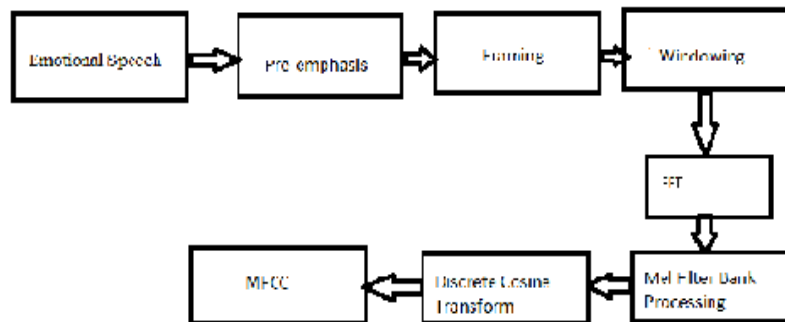 Emotional Speech
Pre-emphasis
Framing
Windowing
FFT
Mel Filter Bank
Processing
Discrete Cosine
Transform
MFCC